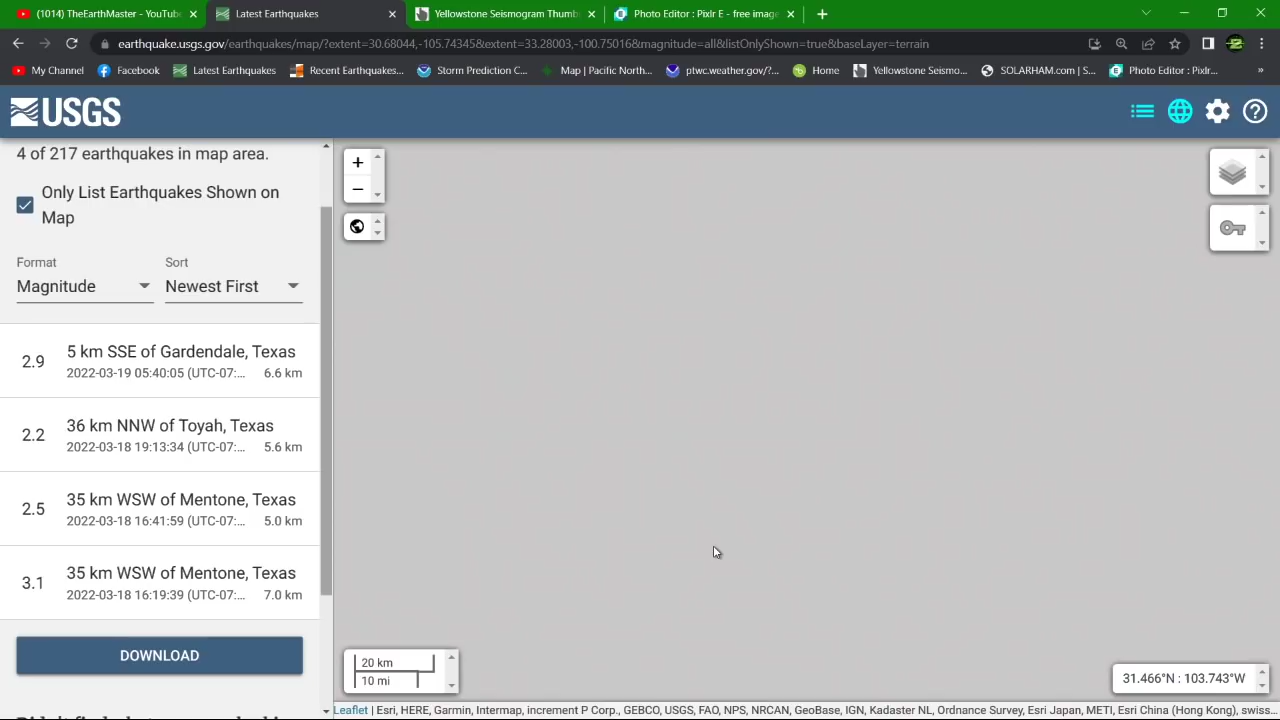 (1014) TheEarthMaster - YouTube
Latest Earthquakes
Yellowstone Seismogram Thumb
Photo Editor : Pixlr E - free image
earthquake.usgs.gov/earthquakes/map/?extent=30.68044,-105.74345&extent=33.28003,-100.75016&magnitude=all&listOnlyShown=true&baseLayer=terrain
My Channel
Facebook
Latest Earthquakes
Recent Earthquakes...
Storm Prediction C...
Map | Pacific North...
ptwc.weather.gov/?...
Home
Yellowstone Seismo...
SOLARHAM.com | S...
Photo Editor : Pixlr...
USGS
4 of 217 earthquakes in map area.
Only List Earthquakes Shown on
Map
Format
Sort
Magnitude
Newest First
2.9
5 km SSE of Gardendale, Texas
2022-03-19 05:40:05 (UTC-07:...
6.6 km
2.2
36 km NNW of Toyah, Texas
2022-03-18 19:13:34 (UTC-07:...
5.6 km
2.5
35 km WSW of Mentone, Texas
2022-03-18 16:41:59 (UTC-07:...
5.0 km
3.1
35 km WSW of Mentone, Texas
2022-03-18 16:19:39 (UTC-07:...
7.0 km
DOWNLOAD
20 km
10 mi
31.466°N : 103.743°W
Leaflet | Esri, HERE, Garmin, Intermap, increment P Corp., GEBCO, USGS, FAO, NPS, NRCAN, GeoBase, IGN, Kadaster NL, Ordnance Survey, Esri Japan, METI, Esri China (Hong Kong), swiss...